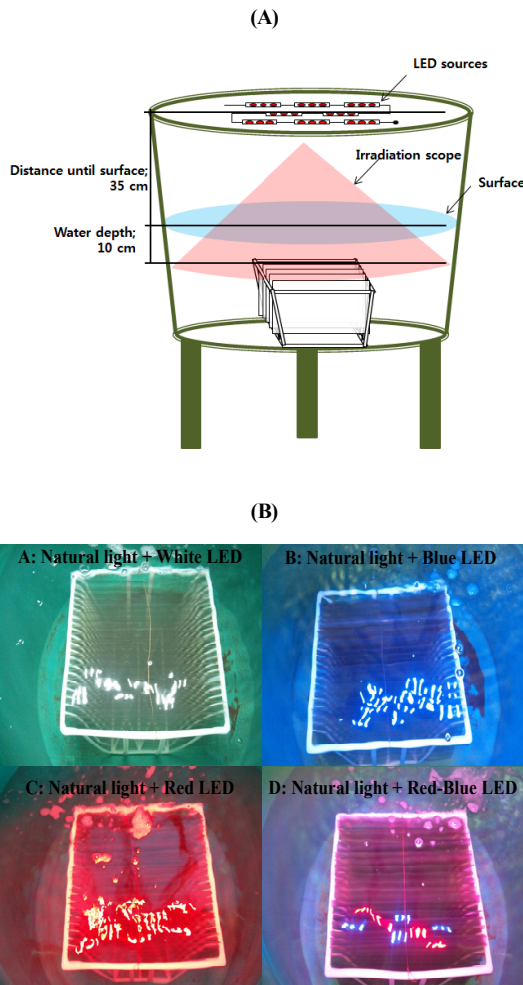 (A)
LED sources
Irradiation scope
Distance until surface;
35 cm
Surface
Water depth;
10 cm
(B)
A: Natural light + White LED
B: Natural light + Blue LED
C: Natural light + Red LED
D: Natural light + Red-Blue LED